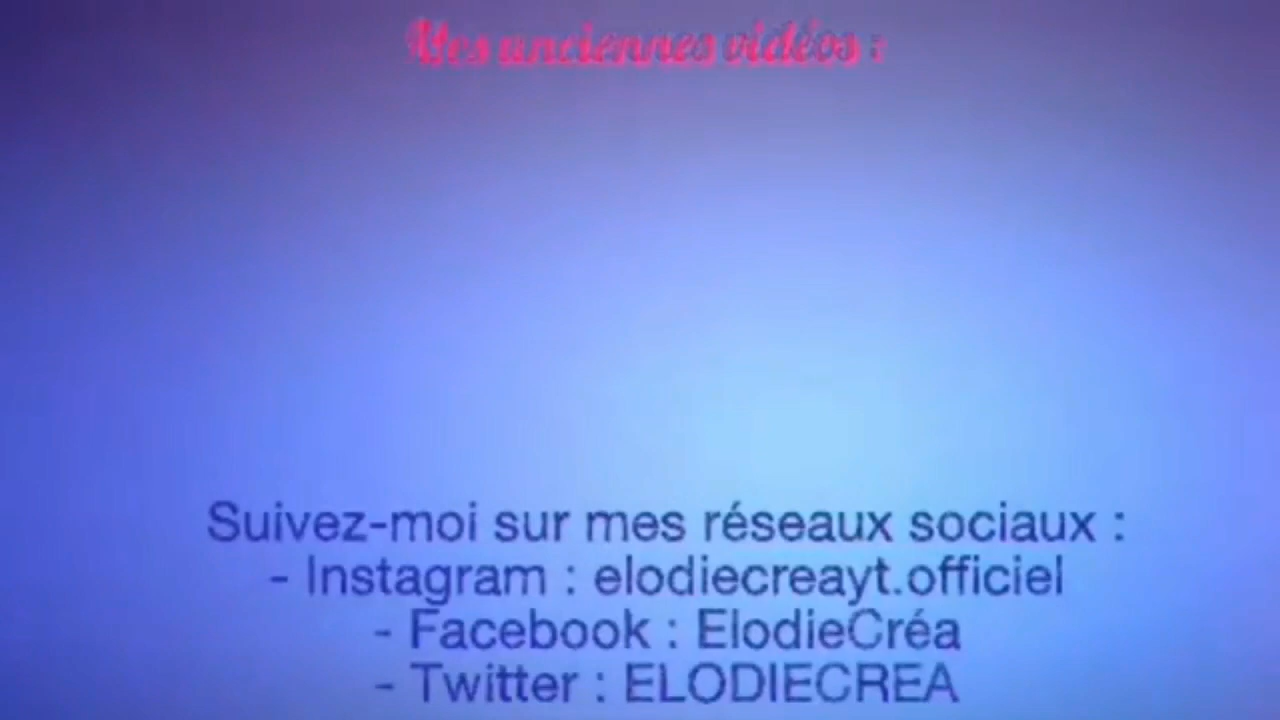 Mes anciennes vidéos :
Suivez-moi sur mes réseaux sociaux :
- Instagram : elodiecreayt.officiel
- Facebook : ElodieCréa
- Twitter : ELODIECREA